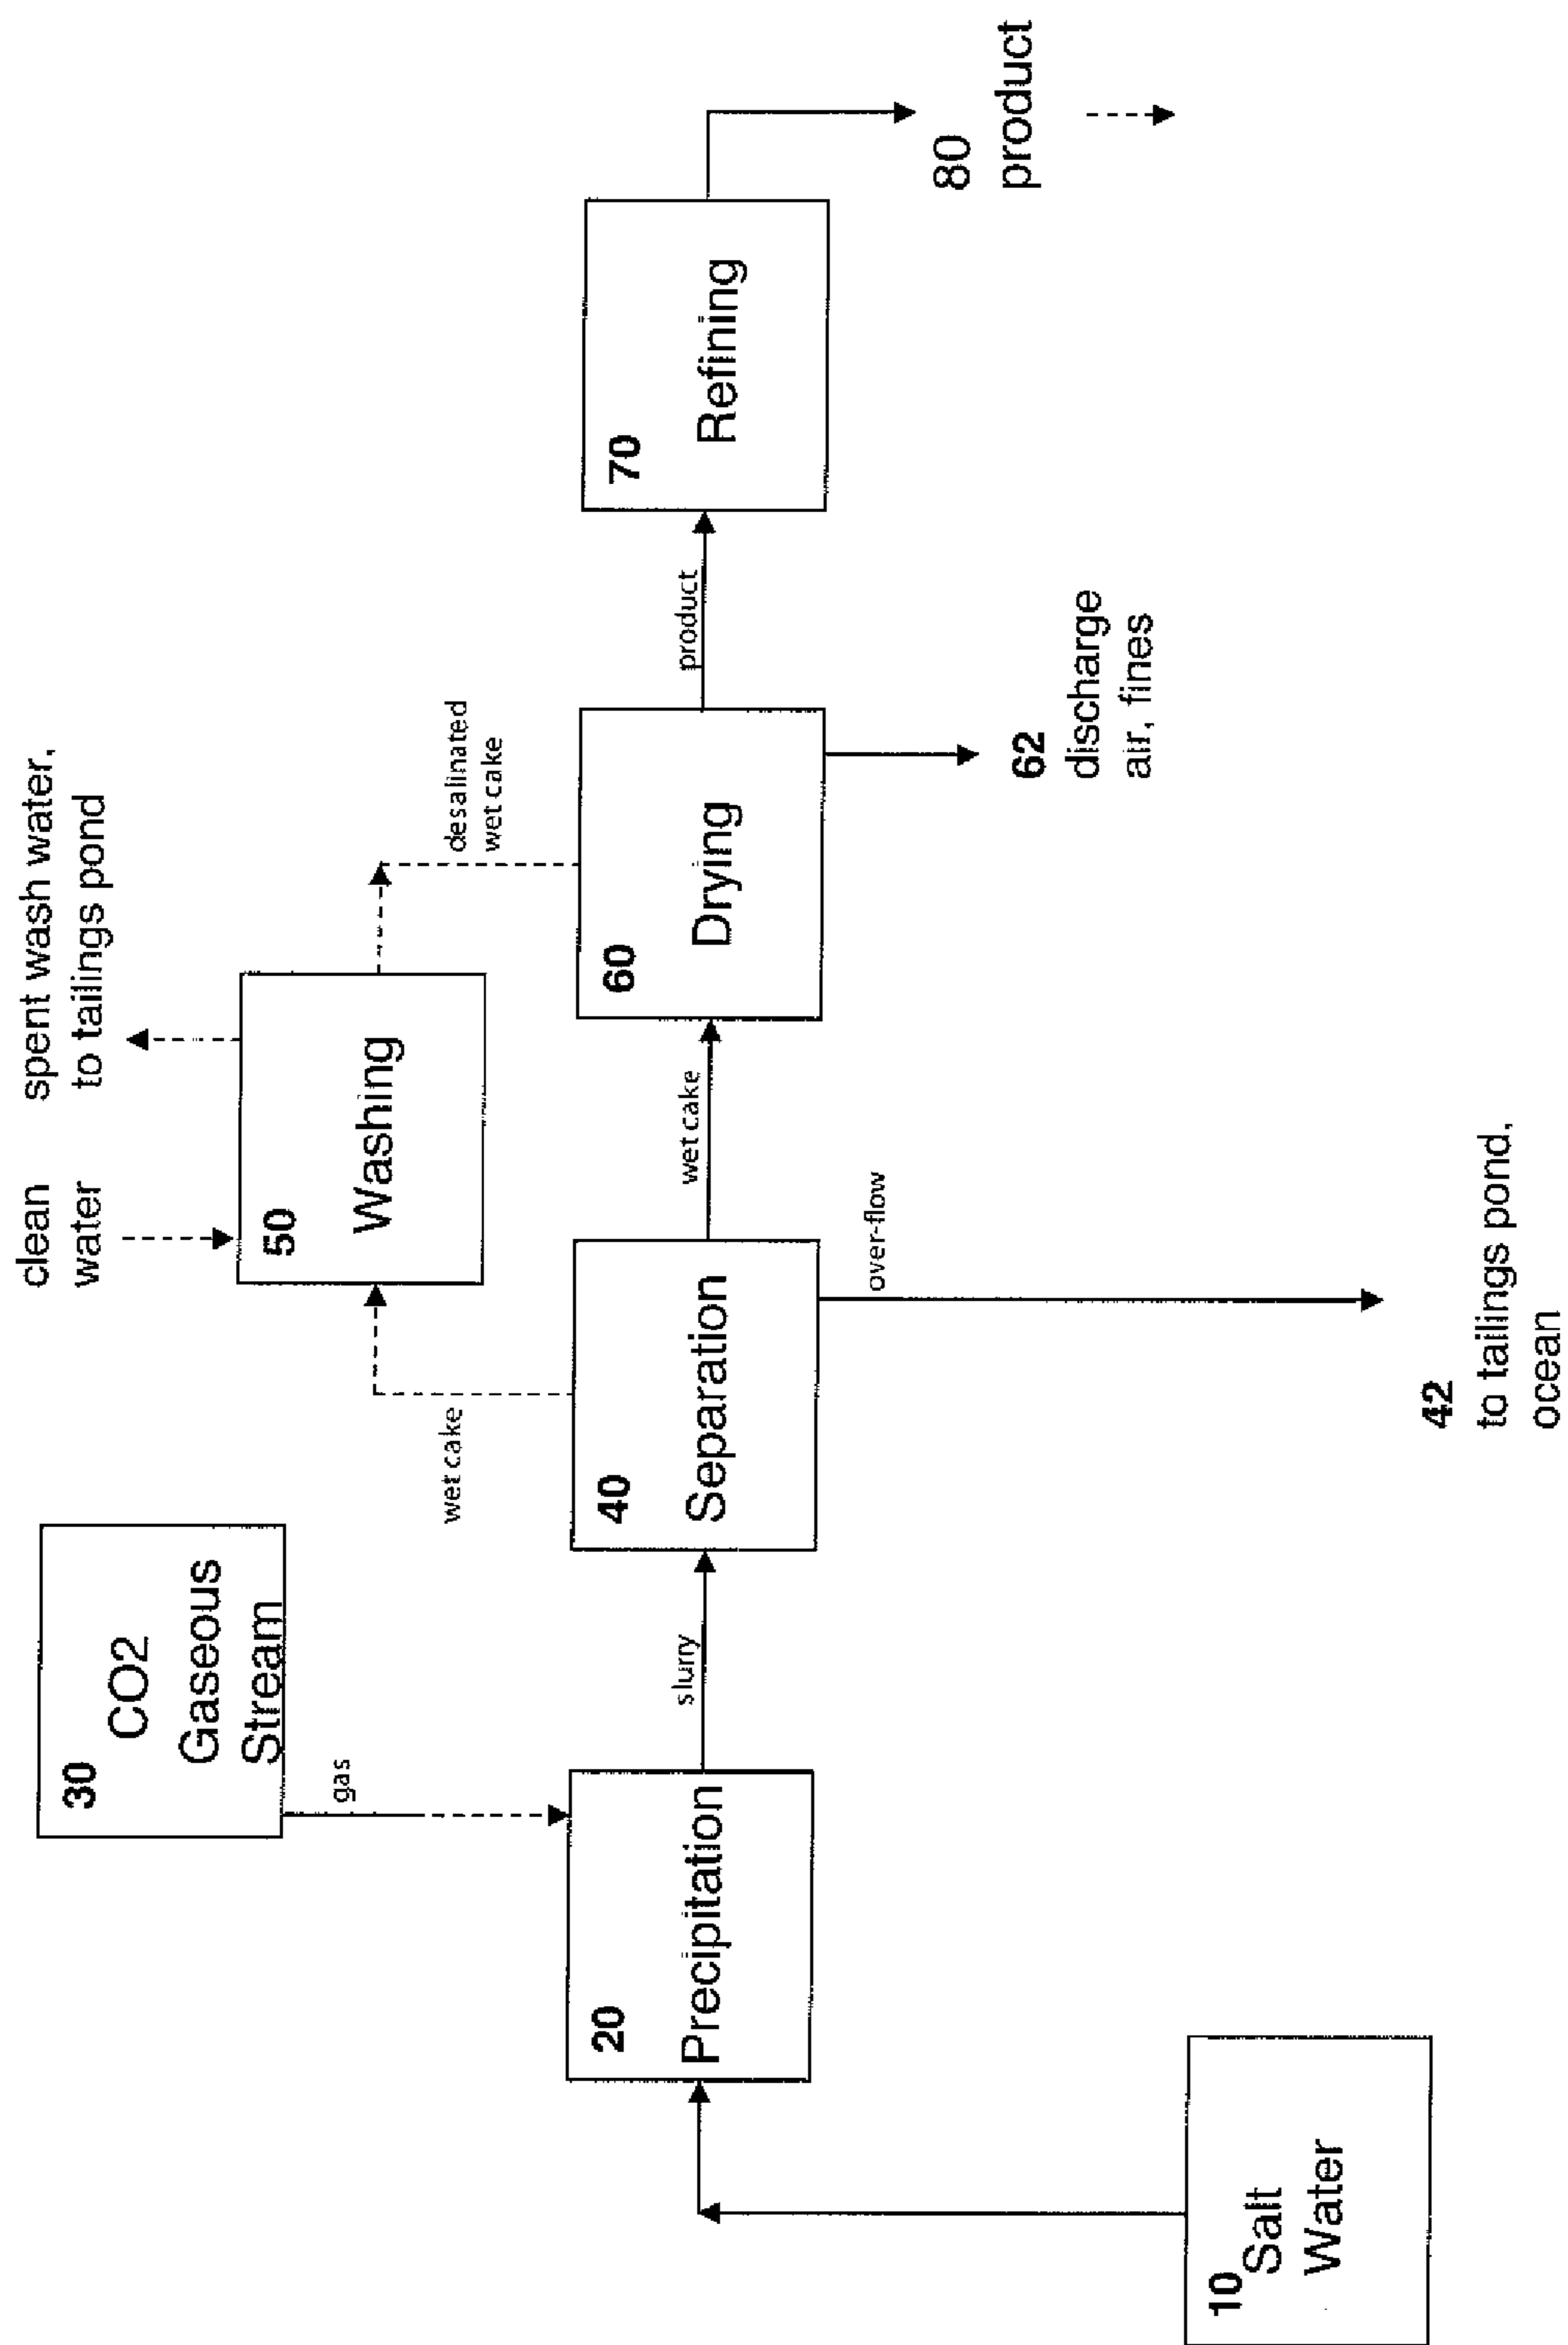 clean
water
spent wash water,
to tailings pond
30
CO2
Gaseous
Stream
50
Washing
gas
wet cake
desalinated
wet cake
20
Precipitation
slurry
40
Separation
wet cake
60
Drying
product
70
Refining
over-flow
80
product
62
discharge
air, fines
10
Salt
Water
42
to tailings pond,
ocean